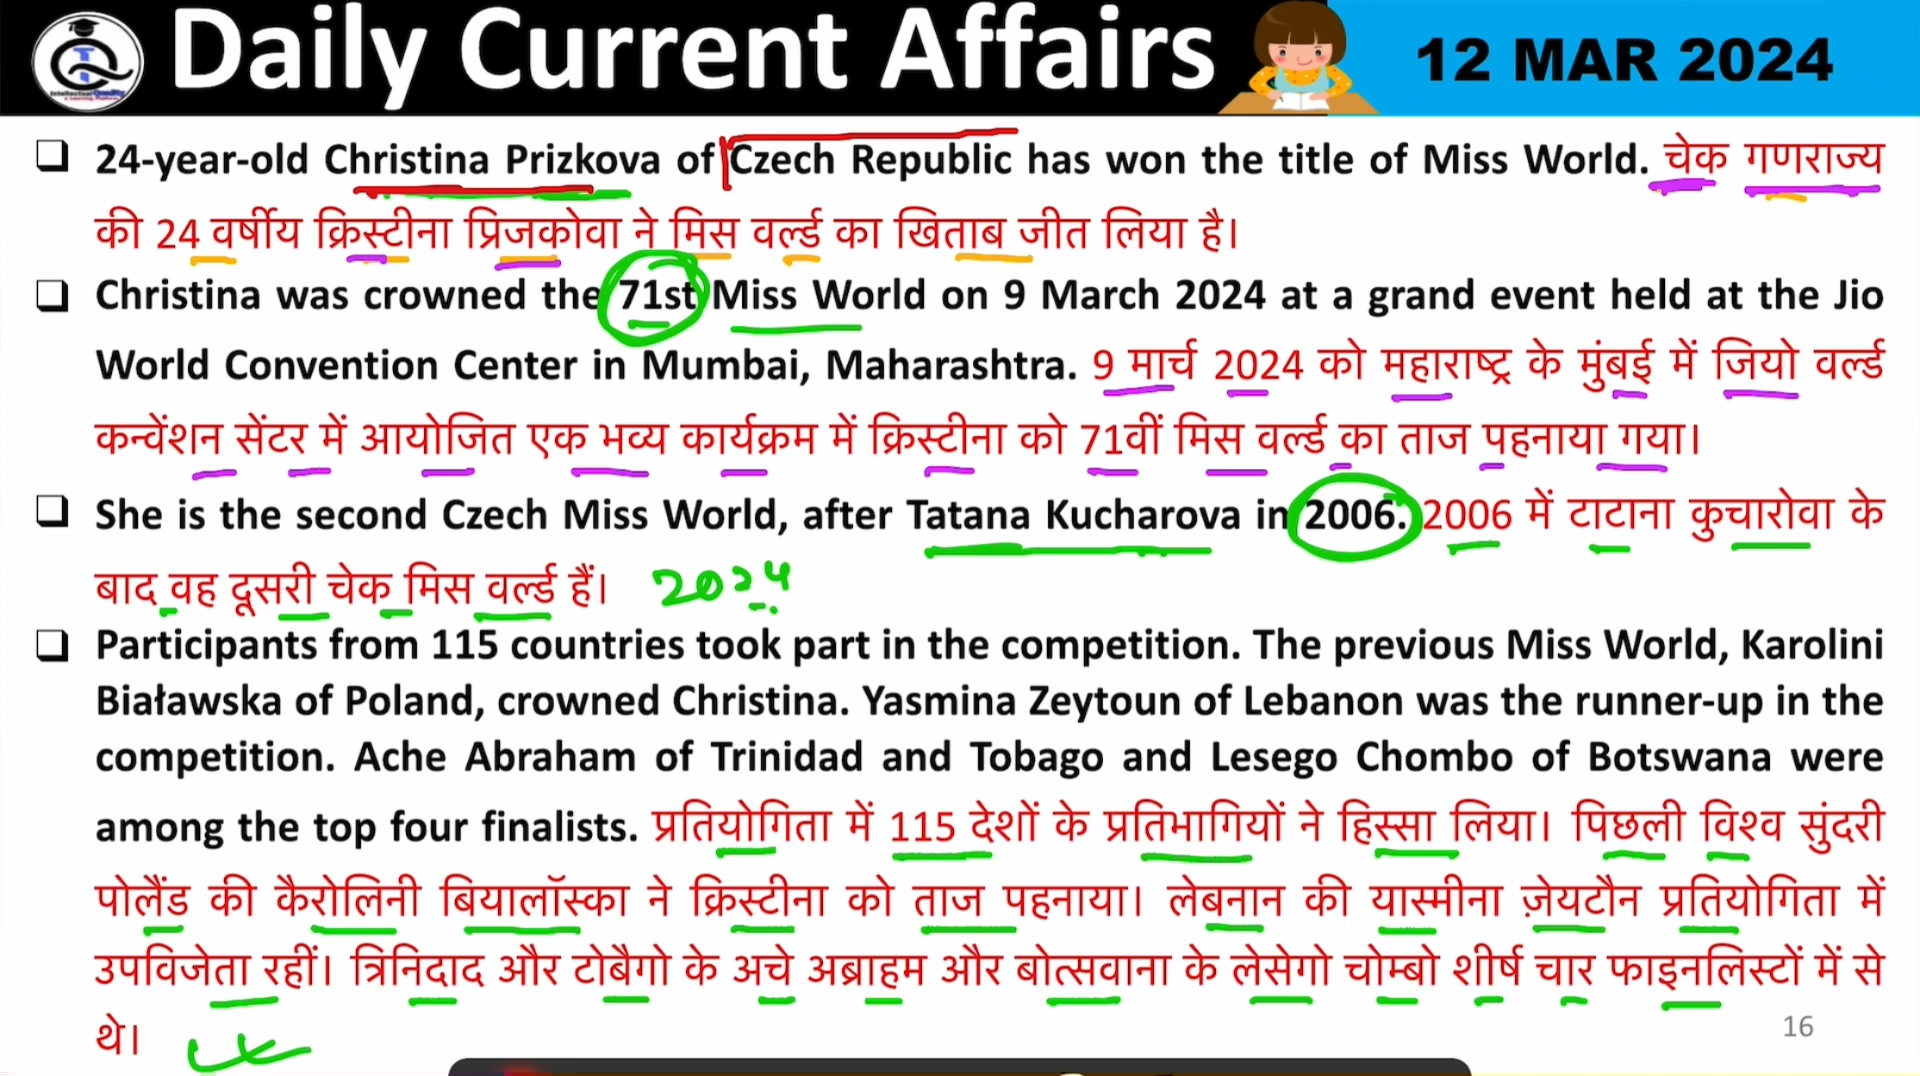 Daily Current Affairs
12 MAR 2024
24-year-old Christina Prizkova of Czech Republic has won the title of Miss World. चेक गणराज्य
की 24 वर्षीय क्रिस्टीना प्रिजकोवा ने मिस वर्ल्ड का खिताब जीत लिया है।
Christina was crowned the 71st Miss World on 9 March 2024 at a grand event held at the Jio
World Convention Center in Mumbai, Maharashtra. 9 मार्च 2024 को महाराष्ट्र के मुंबई में जियो वर्ल्ड
कन्वेंशन सेंटर में आयोजित एक भव्य कार्यक्रम में क्रिस्टीना को 71वीं मिस वर्ल्ड का ताज पहनाया गया।
She is the second Czech Miss World, after Tatana Kucharova in 2006. 2006 में टाटाना कुचारोवा के
बाद वह दूसरी चेक मिस वर्ल्ड हैं। 2024
Participants from 115 countries took part in the competition. The previous Miss World, Karolini
Białawska of Poland, crowned Christina. Yasmina Zeytoun of Lebanon was the runner-up in the
competition. Ache Abraham of Trinidad and Tobago and Lesego Chombo of Botswana were
among the top four finalists. प्रतियोगिता में 115 देशों के प्रतिभागियों ने हिस्सा लिया। पिछली विश्व सुंदरी
पोलैंड की कैरोलिनी बियालॉस्का ने क्रिस्टीना को ताज पहनाया। लेबनान की यास्मीना ज़ेयटौन प्रतियोगिता में
उपविजेता रहीं। त्रिनिदाद और टोबैगो के अचे अब्राहम और बोत्सवाना के लेसेगो चोम्बो शीर्ष चार फाइनलिस्टों में से
थे।
16